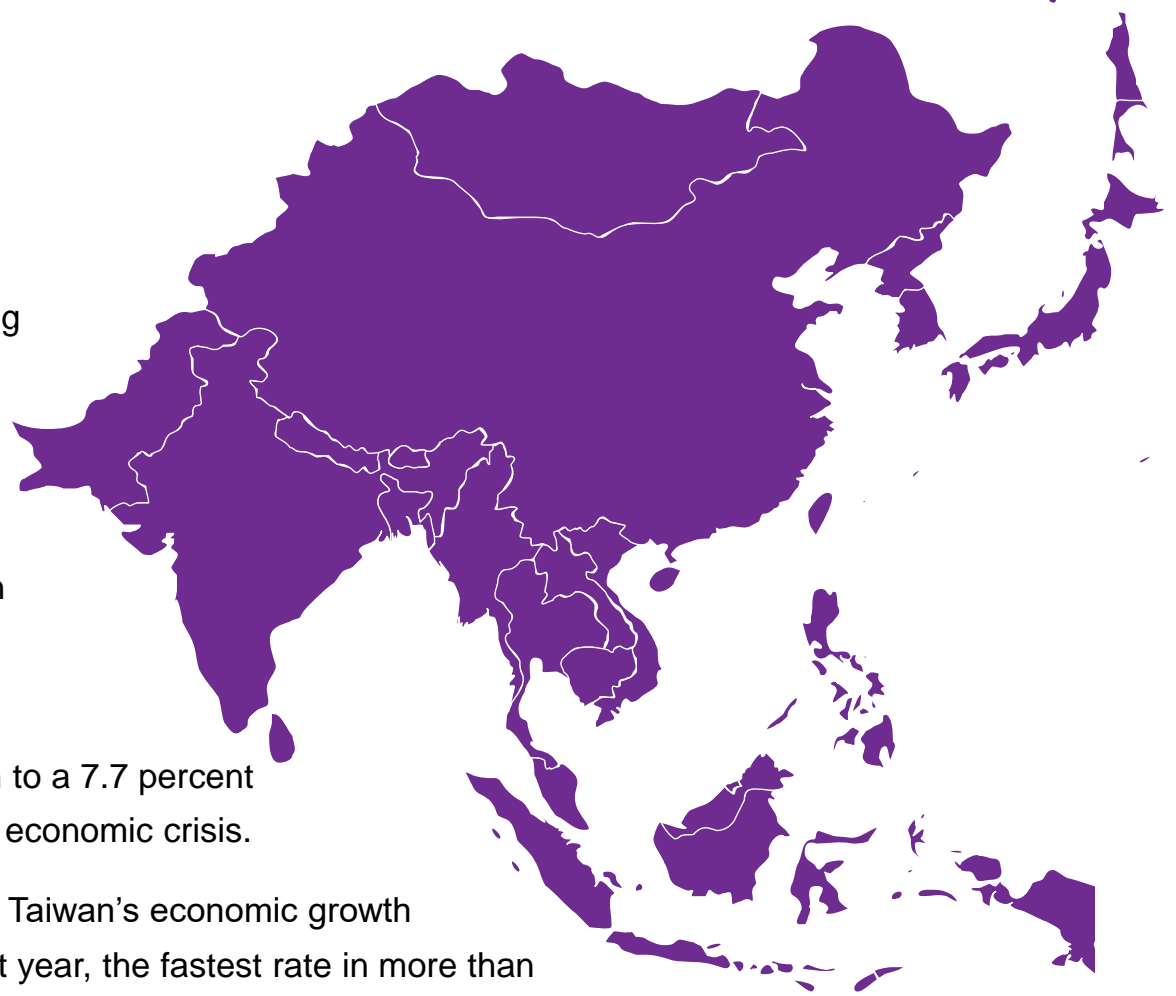 g
n
to a 7.7 percent
economic crisis.
Taiwan’s economic growth
t year, the fastest rate in more than